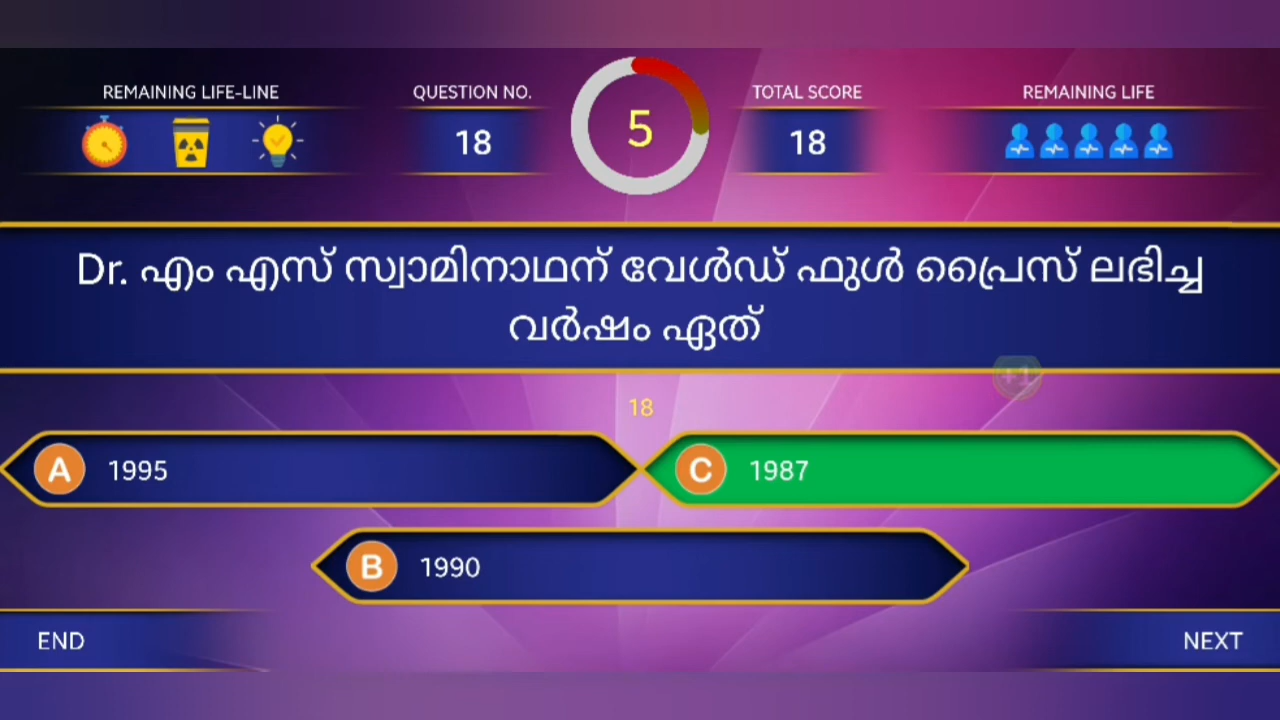 REMAINING LIFE-LINE
QUESTION NO.
18
5
TOTAL SCORE
18
REMAINING LIFE
Dr. എം എസ് സ്വാമിനാഥന് വേൾഡ് ഫുൾ പ്രൈസ് ലഭിച്ച
വർഷം ഏത്
+1
18
A 1995
C 1987
B 1990
END
NEXT